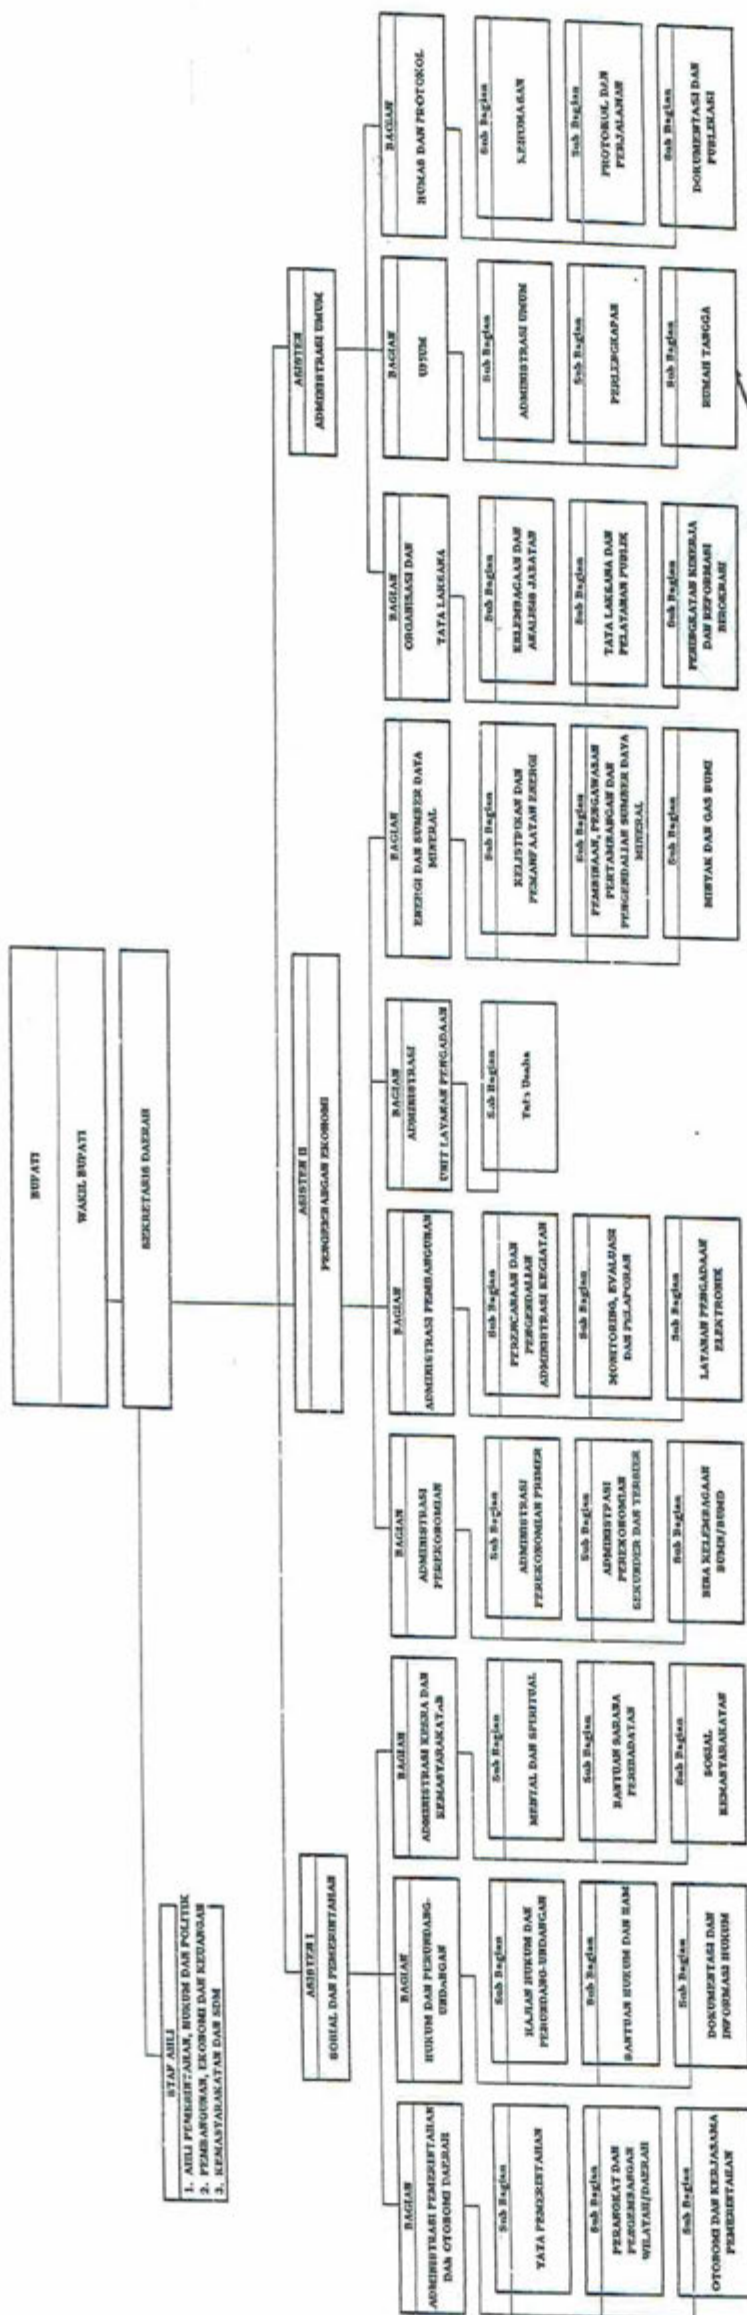 BUPATI
WAKIL BUPATI
SEKRETARIS DAERAH
STAF AHLI
1. AHLI PEMERINTAHAN, HUKUM DAN POLITIK
2. PEMBANGUNAN, EKONOMI DAN KEUANGAN
3. KEMASYARAKATAN DAN SDM
ASISTEN I
SOSIAL DAN PEMERINTAHAN
ASISTEN II
PENGEMBANGAN EKONOMI
ASISTEN
ADMINISTRASI UMUM
BAGIAN
ADMINISTRASI PEMERINTAHAN
DAN OTONOMI DAERAH
Sub Bagian
TATA PEMERINTAHAN
Sub Bagian
PERANGKAT DAN
PENGEMBANGAN
WILAYAH/DAERAH
Sub Bagian
OTONOMI DAN KERJASAMA
PEMERINTAHAN
BAGIAN
HUKUM DAN PERUNDANG-
UNDANGAN
Sub Bagian
KAJIAN HUKUM DAN
PERUNDANG-UNDANGAN
Sub Bagian
BANTUAN HUKUM DAN HAM
Sub Bagian
DOKUMENTASI DAN
INFORMASI HUKUM
BAGIAN
ADMINISTRASI KESRA DAN
KEMASYARAKATAN
Sub Bagian
MENTAL DAN SPIRITUAL
Sub Bagian
BANTUAN SARANA
PERIBADATAN
Sub Bagian
SOSIAL
KEMASYARAKATAN
BAGIAN
ADMINISTRASI
PEREKONOMIAN
Sub Bagian
ADMINISTRASI
PEREKONOMIAN PRIMER
Sub Bagian
ADMINISTRASI
PEREKONOMIAN
SEKUNDER DAN TERSIER
Sub Bagian
BINA KELEMBAGAAN
BUMN/BUMD
BAGIAN
ADMINISTRASI PEMBANGUNAN
Sub Bagian
PERENCANAAN DAN
PENGENDALIAN
ADMINISTRASI KEGIATAN
Sub Bagian
MONITORING, EVALUASI
DAN PELAPORAN
Sub Bagian
LAYANAN PENGADAAN
ELEKTRONIK
BAGIAN
ADMINISTRASI
UNIT LAYANAN PENGADAAN
Sub Bagian
Tata Usaha
BAGIAN
ENERGI DAN SUMBER DAYA
MINERAL
Sub Bagian
KELISTRIKAN DAN
PEMANFAATAN ENERGI
Sub Bagian
PEMBINAAN, PENGAWASAN
PERTAMBANGAN DAN
PENGENDALIAN SUMBER DAYA
MINERAL
Sub Bagian
MINYAK DAN GAS BUMI
BAGIAN
ORGANISASI DAN
TATA LAKSANA
Sub Bagian
KELEMBAGAAN DAN
ANALISIS JABATAN
Sub Bagian
TATA LAKSANA DAN
PELAYANAN PUBLIK
Sub Bagian
PENINGKATAN KINERJA
DAN REFORMASI
BIROKRASI
BAGIAN
UMUM
Sub Bagian
ADMINISTRASI UMUM
Sub Bagian
PERLENGKAPAN
Sub Bagian
RUMAH TANGGA
BAGIAN
HUMAS DAN PROTOKOL
Sub Bagian
KEHUMASAN
Sub Bagian
PROTOKOL DAN
PERJALANAN
Sub Bagian
DOKUMENTASI DAN
PUBLIKASI